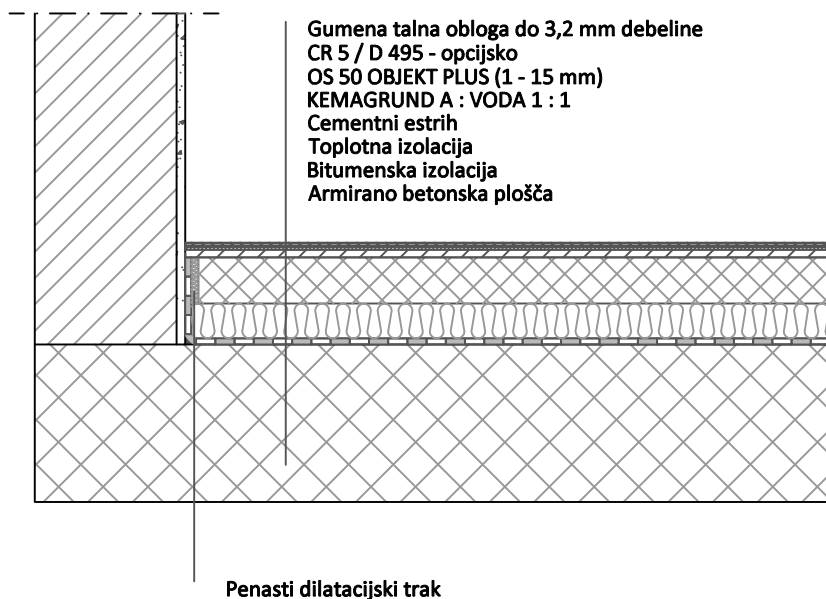 Gumena talna obloga do 3,2 mm debeline
CR 5 / D 495 - opcijsko
OS 50 OBJEKT PLUS (1 - 15 mm)
KEMAGRUND A : VODA 1 : 1
Cementni estrih
Toplotna izolacija
Bitumenska izolacija
Armirano betonska plošča
Penasti dilatacijski trak